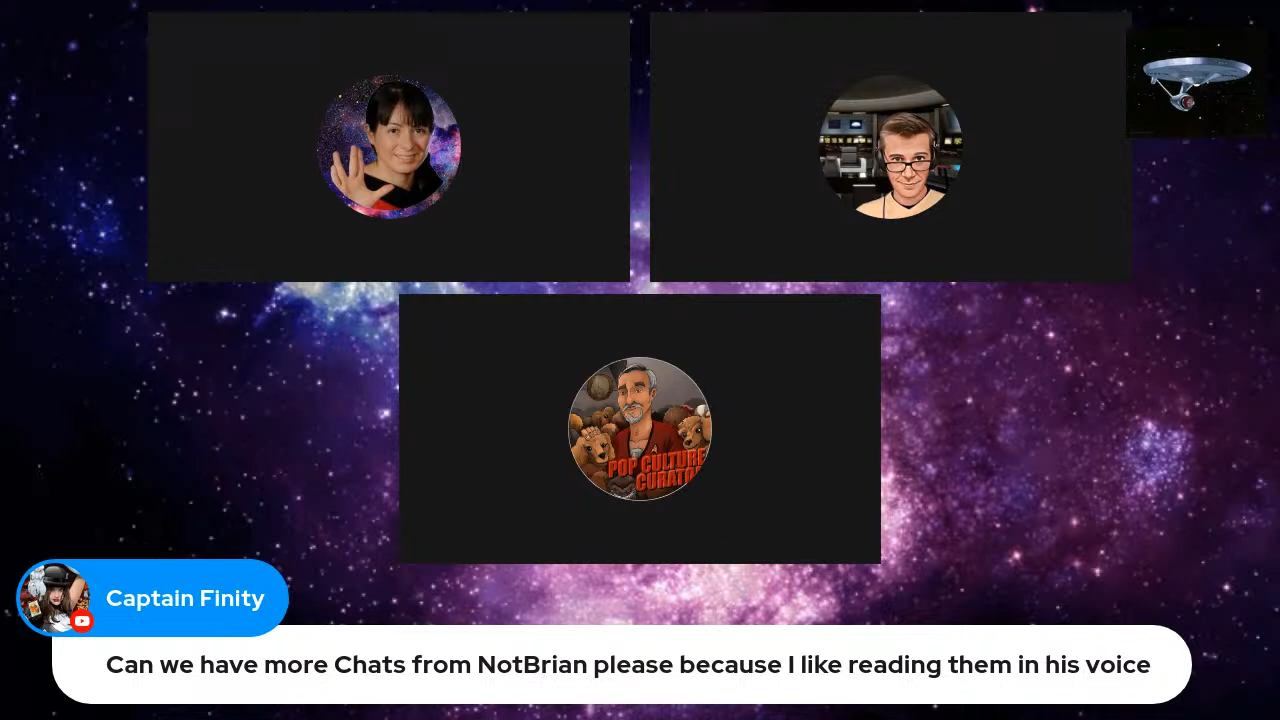 POP CULTURE
CURATO
Captain Finity
Can we have more Chats from NotBrian please because I like reading them in his voice